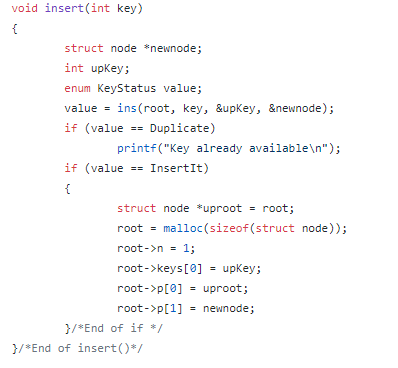 void insert(int key)
{
        struct node *newnode;
        int upKey;
        enum KeyStatus value;
        value = ins(root, key, &upKey, &newnode);
        if (value == Duplicate)
                printf("Key already available\n");
        if (value == InsertIt)
        {
                struct node *uproot = root;
                root = malloc(sizeof(struct node));
                root->n = 1;
                root->keys[0] = upKey;
                root->p[0] = uproot;
                root->p[1] = newnode;
        }/*End of if */
}/*End of insert()*/